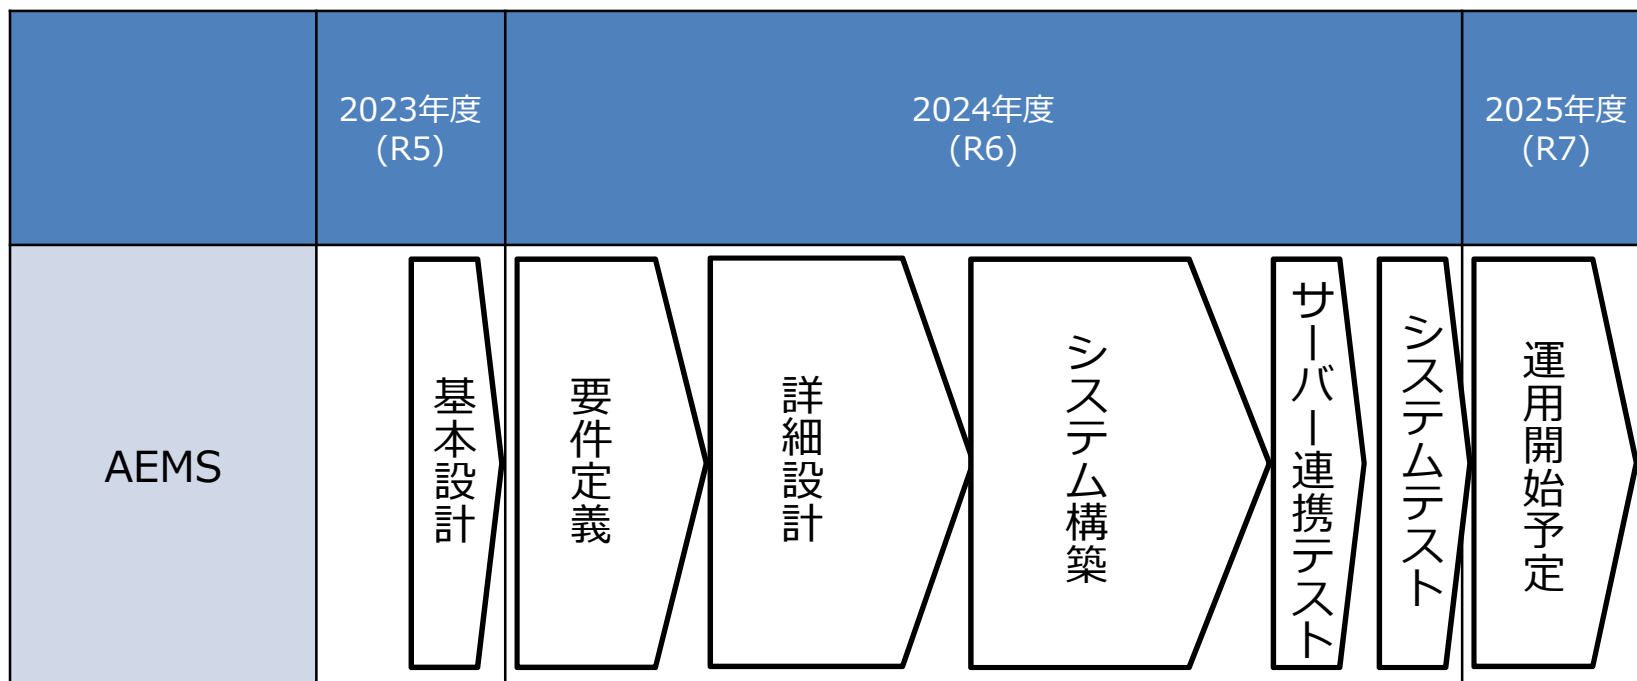 2023年度
(R5)
2024年度
(R6)
2025年度
(R7)
AEMS
基本設計
要件定義
詳細設計
システム構築
サーバー連携テスト
システムテスト
運用開始予定